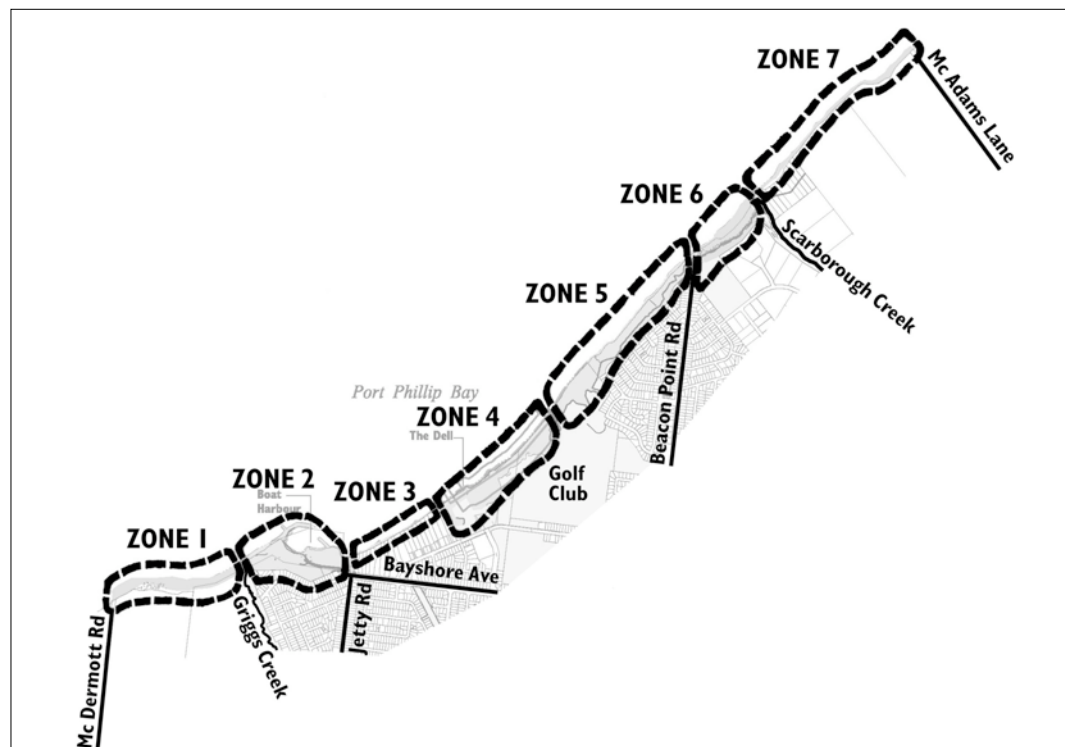 ZONE 7
Mc Adams Lane
ZONE 6
Scarborough Creek
ZONE 5
Beacon Point Rd
Port Phillip Bay
ZONE 4
The Dell
Golf
Club
ZONE 2
Boat
Harbour
ZONE 3
ZONE 1
Bayshore Ave
Jetty Rd
Griggs Creek
Mc Dermott Rd